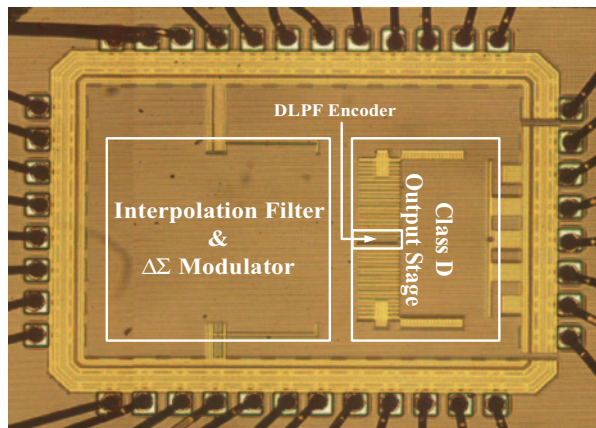 DLPF Encoder
Interpolation Filter
&
ΔΣ Modulator
Class D
Output Stage